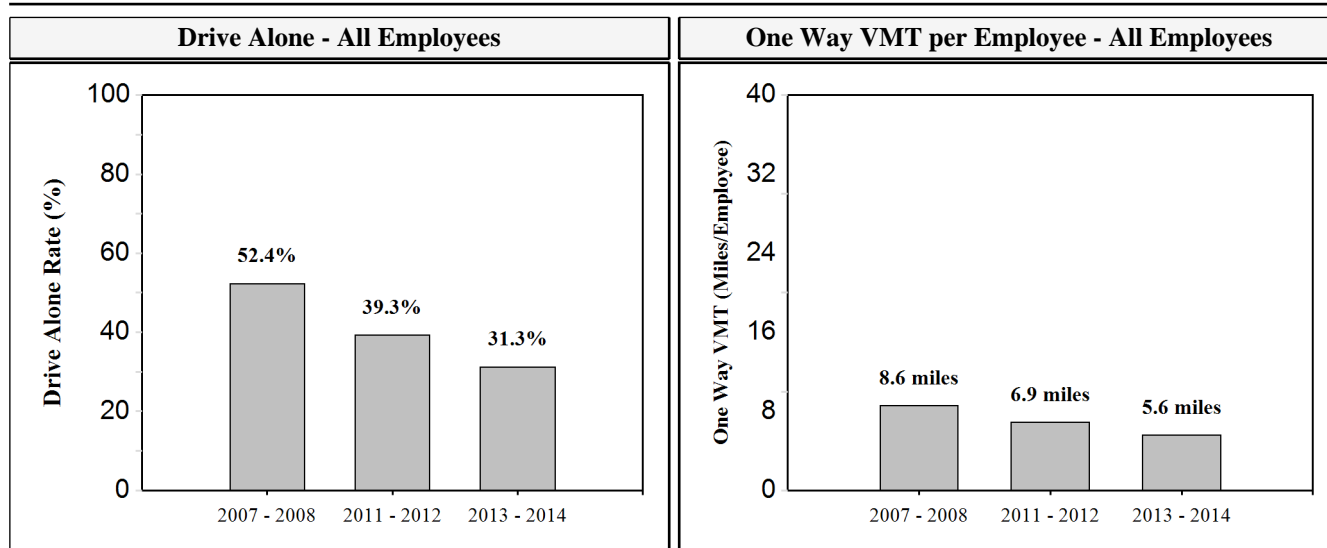 Drive Alone - All Employees
One Way VMT per Employee - All Employees
100
80
60
40
20
0
Drive Alone Rate (%)
52.4%
39.3%
31.3%
2007 - 2008
2011 - 2012
2013 - 2014
40
32
24
16
8
0
One Way VMT (Miles/Employee)
8.6 miles
6.9 miles
5.6 miles
2007 - 2008
2011 - 2012
2013 - 2014